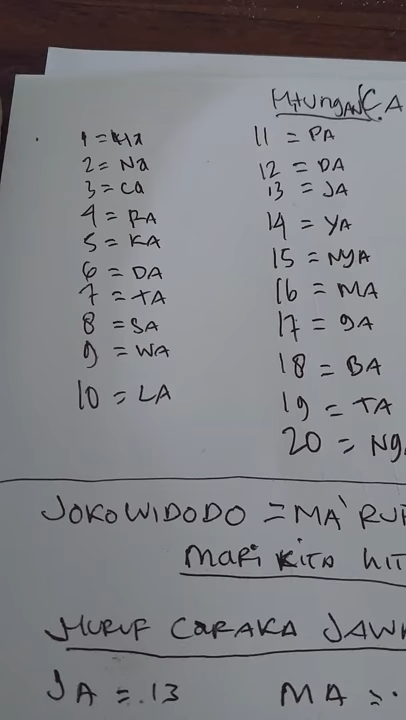 Hitungan CA
1 = Ha
2 = Na
3 = Ca
4 = RA
5 = KA
6 = DA
7 = TA
8 = SA
9 = WA
10 = LA
11 = PA
12 = DA
13 = JA
14 = YA
15 = NyA
16 = MA
17 = 9A
18 = BA
19 = TA
20 = Ng
JOKOWIDODO = MA'RU
MARI KITA HIT
HURUF CARAKA JAW
JA = 13 MA =